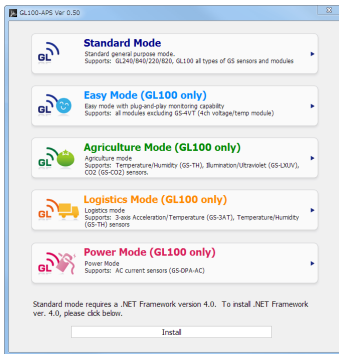 GL100-APS Ver 0.50
GL
Standard Mode
Standard general purpose mode.
Supports: GL240/840/220/820, GL100 all types of GS sensors and modules
GL
Easy Mode (GL100 only)
Easy mode with plug-and-play monitoring capability
Supports: all modules excluding GS-4VT (4ch voltage/temp module)
GL
Agriculture Mode (GL100 only)
Agriculture mode
Supports: Temperature/Humidity (GS-TH), Illumination/Ultraviolet (GS-LXUV),
CO2 (GS-CO2) sensors.
GL
Logistics Mode (GL100 only)
Logistics mode
Supports: 3-axis Acceleration/Temperature (GS-3AT), Temperature/Humidity
(GS-TH) sensors
GL
Power Mode (GL100 only)
Power Mode
Supports: AC current sensors (GS-DPA-AC)
Standard mode requires a .NET Framework version 4.0. To install .NET Framework
ver. 4.0, please click below.
Install